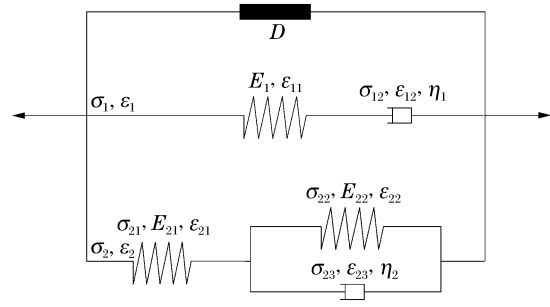 D
E₁, ε₁₁
σ₁₂, ε₁₂, η₁
σ₁, ε₁
σ₂₂, E₂₂, ε₂₂
σ₂₁, E₂₁, ε₂₁
σ₂, ε₂
σ₂₃, ε₂₃, η₂